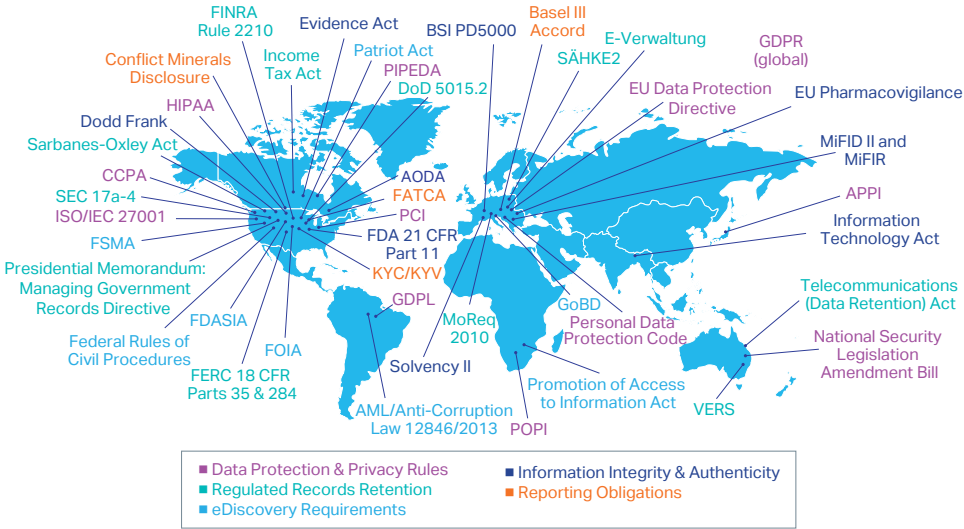 FINRA
Rule 2210
Evidence Act
BSI PD5000
Basel III
Accord
E-Verwaltung
GDPR
(global)
Conflict Minerals
Disclosure
Income
Tax Act
Patriot Act
PIPEDA
DoD 5015.2
SÄHKE2
EU Data Protection
Directive
EU Pharmacovigilance
HIPAA
Dodd Frank
Sarbanes-Oxley Act
MiFID II and
MiFIR
CCPA
SEC 17a-4
ISO/IEC 27001
AODA
FATCA
PCI
APPI
FSMA
FDA 21 CFR
Part 11
KYC/KYV
Information
Technology Act
Presidential Memorandum:
Managing Government
Records Directive
GDPL
Telecommunications
(Data Retention) Act
FDASIA
MoReq
2010
GoBD
Personal Data
Protection Code
Federal Rules of
Civil Procedures
FOIA
National Security
Legislation
Amendment Bill
FERC 18 CFR
Parts 35 & 284
Solvency II
Promotion of Access
to Information Act
VERS
AML/Anti-Corruption
Law 12846/2013
POPI
Data Protection & Privacy Rules
Regulated Records Retention
eDiscovery Requirements
Information Integrity & Authenticity
Reporting Obligations